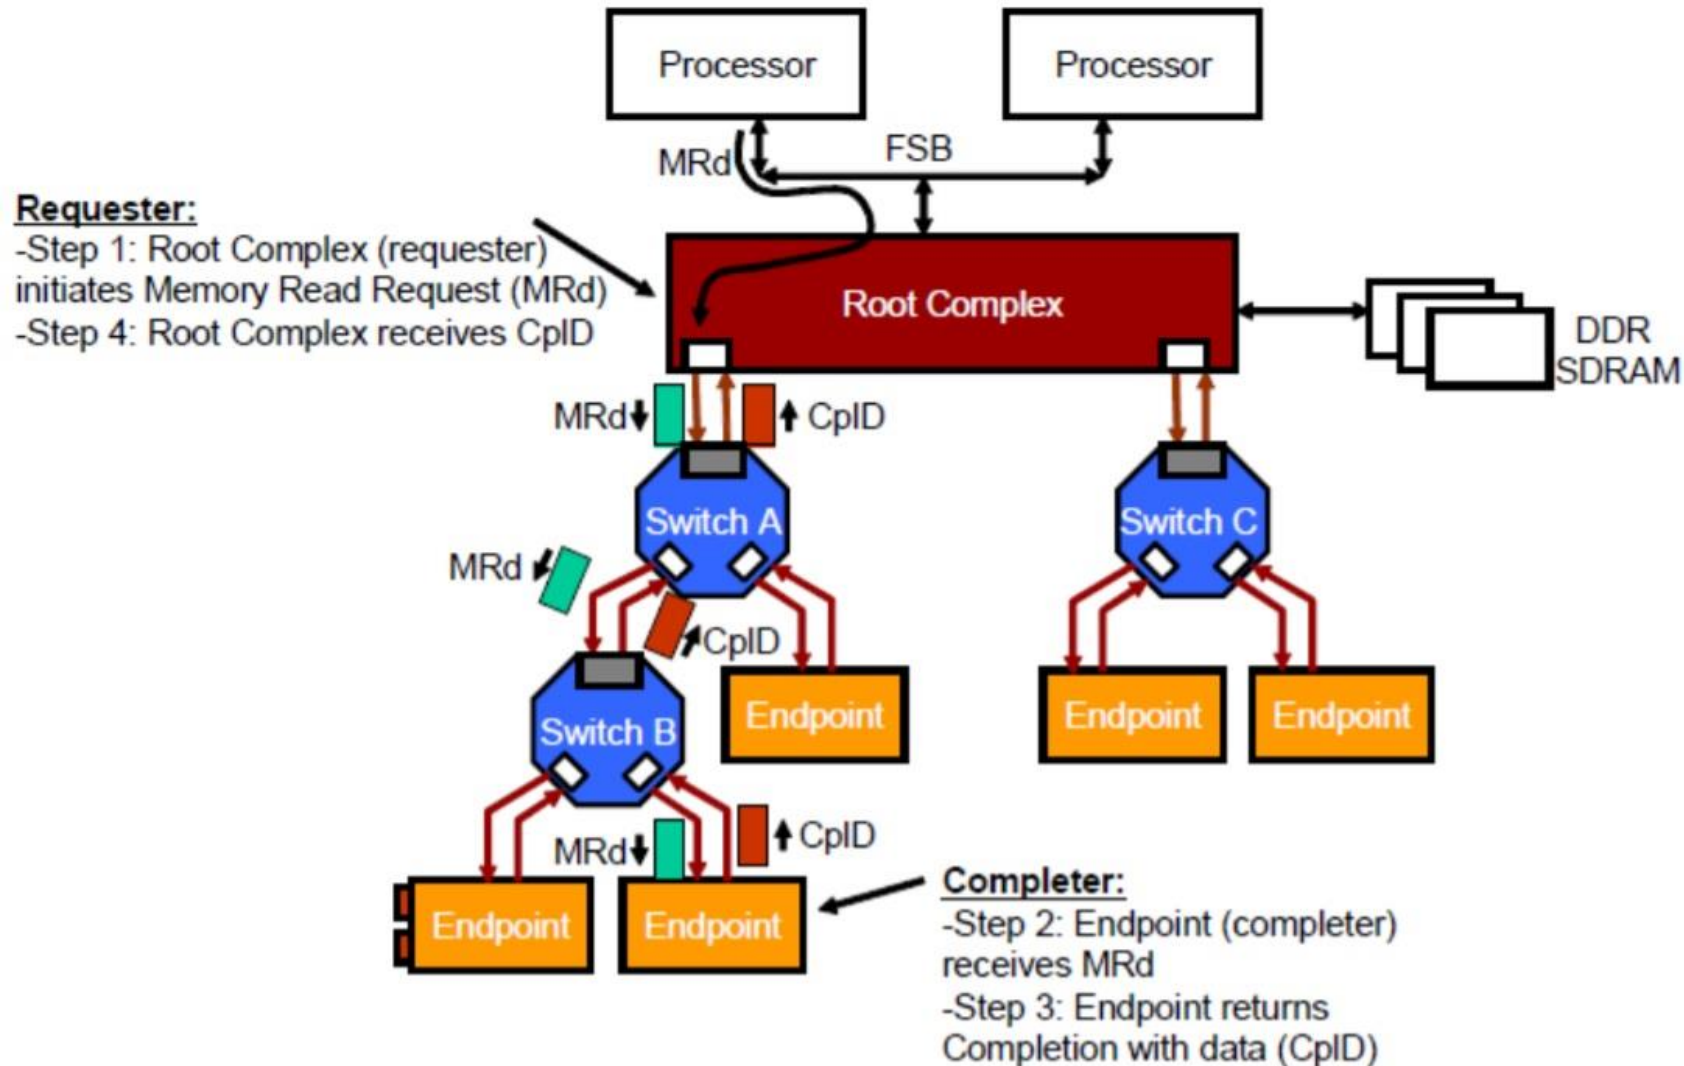 Processor
Processor
MRd
FSB
Requester:
-Step 1: Root Complex (requester)
initiates Memory Read Request (MRd)
-Step 4: Root Complex receives CplD
Root Complex
DDR
SDRAM
MRd
CplD
Switch A
Switch C
MRd
CplD
Switch B
Endpoint
Endpoint
Endpoint
MRd
CplD
Endpoint
Endpoint
Completer:
-Step 2: Endpoint (completer)
receives MRd
-Step 3: Endpoint returns
Completion with data (CplD)